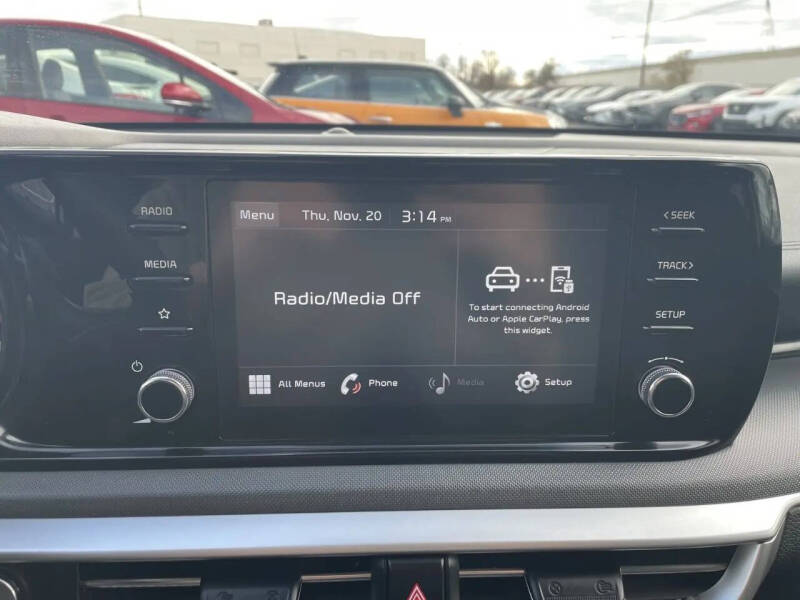 RADIO
MEDIA
Menu
Thu, Nov. 20
3:14 PM
Radio/Media Off
To start connecting Android
Auto or Apple CarPlay, press
this widget.
All Menus
Phone
Media
Setup
< SEEK
TRACK >
SETUP